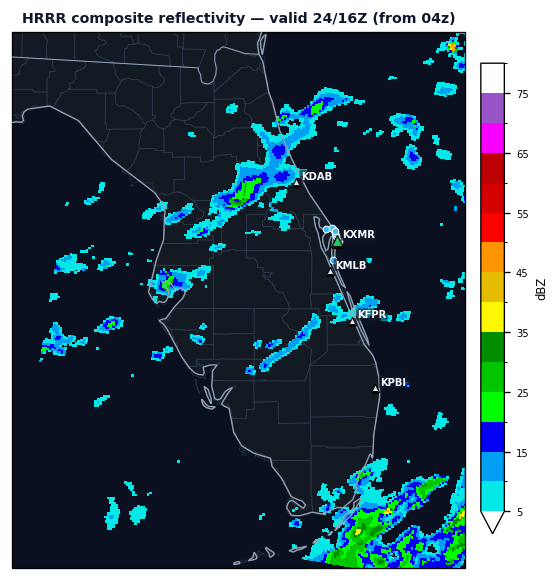 HRRR composite reflectivity — valid 24/16Z (from 04z)
KDAB
KXMR
KMLB
KFPR
KPBI
75
65
55
45
35
25
15
5
dBZ